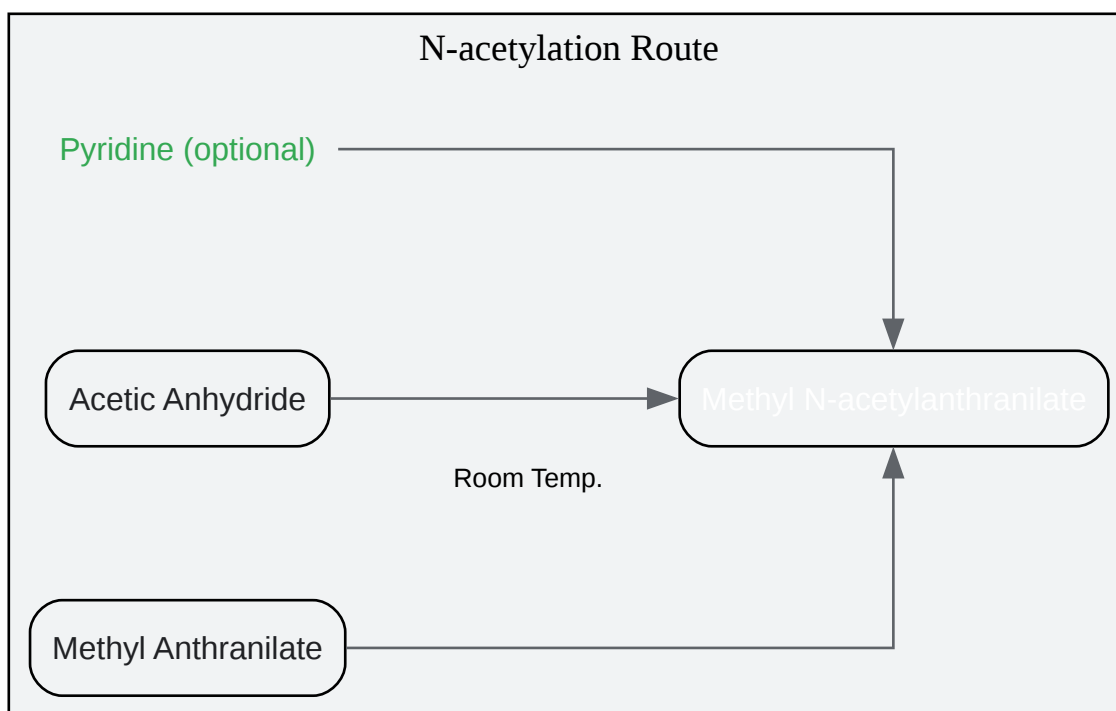 N-acetylation Route
Pyridine (optional)
Acetic Anhydride
Methyl N-acetylanthranilate
Room Temp.
Methyl Anthranilate